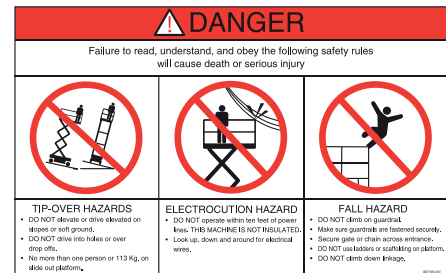 DANGER
Failure to read, understand, and obey the following safety rules
will cause death or serious injury
TIP-OVER HAZARDS
• DO NOT elevate or drive elevated on
slopes or soft ground.
• DO NOT drive into holes or over
drop offs.
• No more than one person or 113 Kg. on
slide out platform.
ELECTROCUTION HAZARD
• DO NOT operate within ten feet of power
lines. THIS MACHINE IS NOT INSULATED.
• Look up, down and around for electrical
wires.
FALL HAZARD
• DO NOT climb on guardrail.
• Make sure guardrails are fastened securely.
• Secure gate or chain across entrance.
• DO NOT use ladders or scaffolding on platform.
• DO NOT climb down linkage.